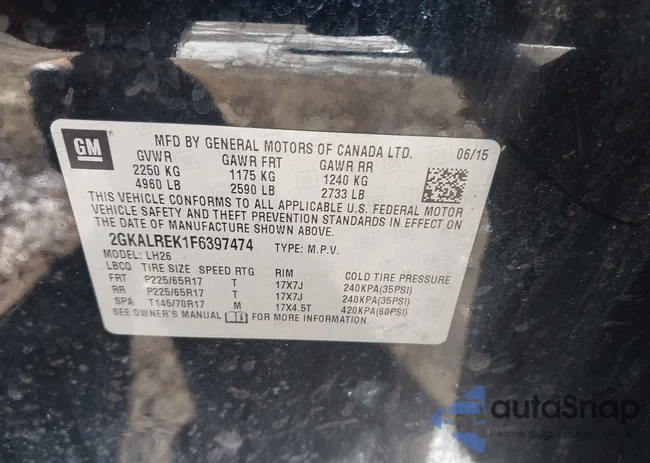 GM
MFD BY GENERAL MOTORS OF CANADA LTD. 06/15
GVWR GAWR FRT GAWR RR
2250 KG 1175 KG 1240 KG
4960 LB 2590 LB 2733 LB
THIS VEHICLE CONFORMS TO ALL APPLICABLE U.S. FEDERAL MOTOR
VEHICLE SAFETY AND THEFT PREVENTION STANDARDS IN EFFECT ON
THE DATE OF MANUFACTURE SHOWN ABOVE.
2GKALREK1F6397474 TYPE: M.P.V.
MODEL: LH26
LBCQ TIRE SIZE SPEED RTG RIM COLD TIRE PRESSURE
FRT P225/65R17 T 17X7J 240KPA(35PSI)
RR P225/65R17 T 17X7J 240KPA(35PSI)
SPA T145/70R17 M 17X4.5T 420KPA(60PSI)
SEE OWNER'S MANUAL FOR MORE INFORMATION.
autaSnap
Pewne auto z